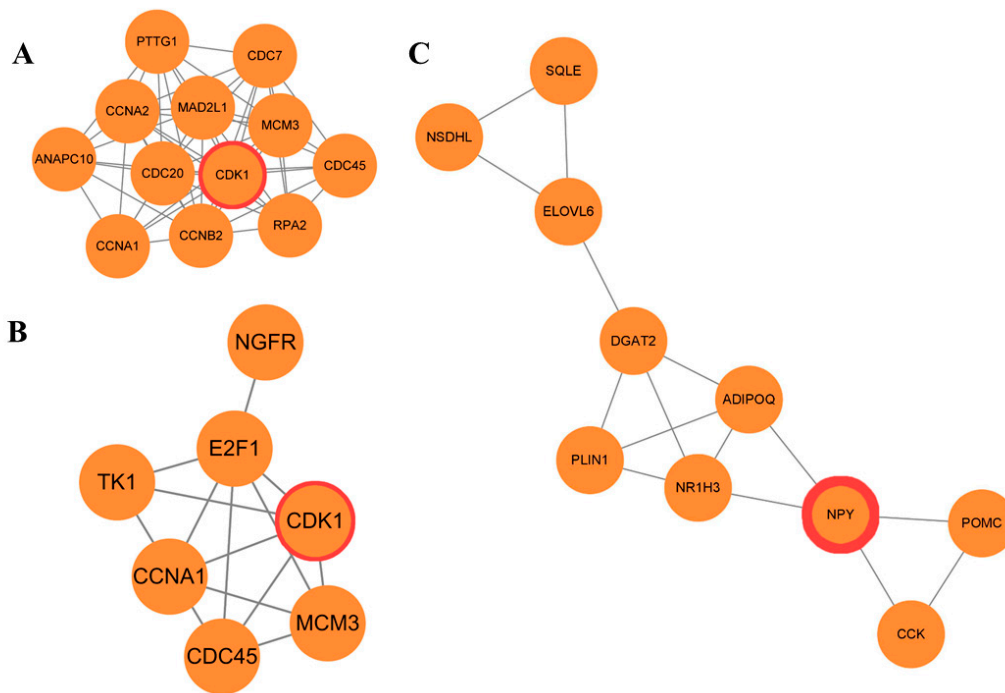 A
PTTG1
CDC7
CCNA2
MAD2L1
MCM3
ANAPC10
CDC20
CDK1
CDC45
CCNA1
CCNB2
RPA2
B
NGFR
E2F1
TK1
CDK1
CCNA1
MCM3
CDC45
C
SQLE
NSDHL
ELOVL6
DGAT2
ADIPOQ
PLIN1
NR1H3
NPY
POMC
CCK